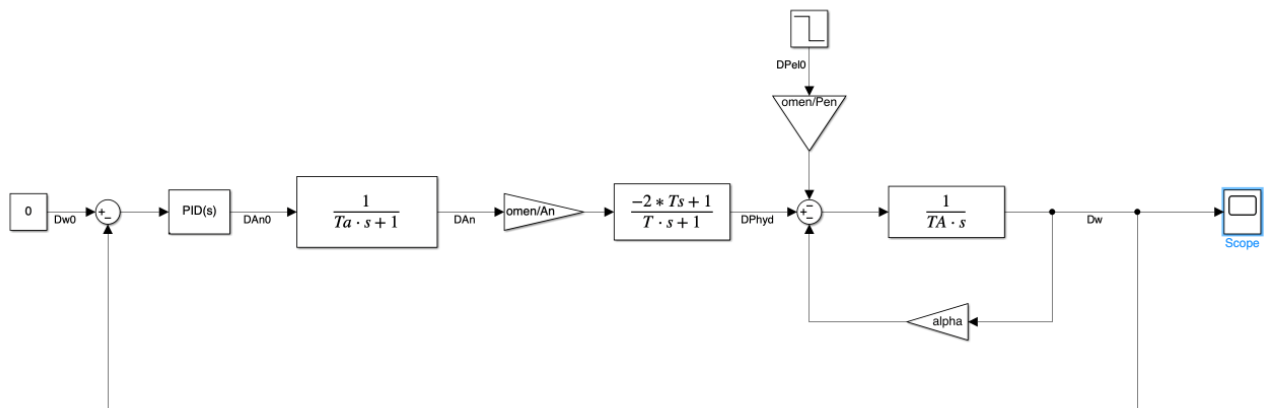 DPel0
omen/Pen
0
Dw0
+
−
PID(s)
DAn0
1
Ta · s + 1
DAn
omen/An
−2 * Ts + 1
T · s + 1
DPhyd
−
+
−
1
TA · s
Dw
Scope
alpha